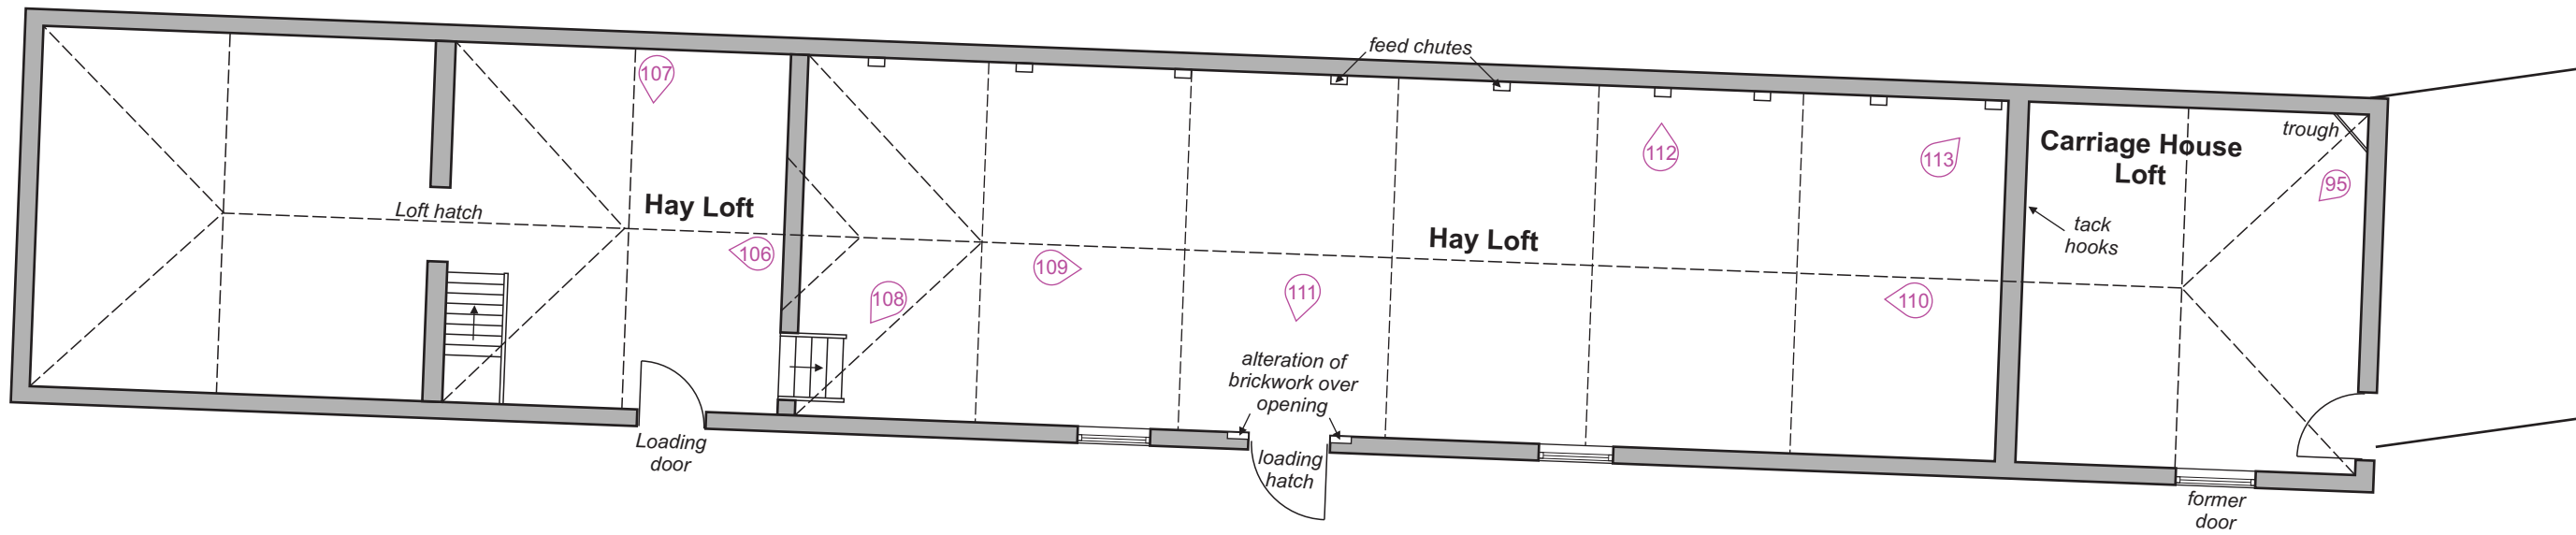 feed chutes
107
trough
Carriage House
Loft
112
113
95
Hay Loft
Loft hatch
tack
hooks
Hay Loft
106
109
108
111
110
alteration of
brickwork over
opening
Loading
door
loading
hatch
former
door